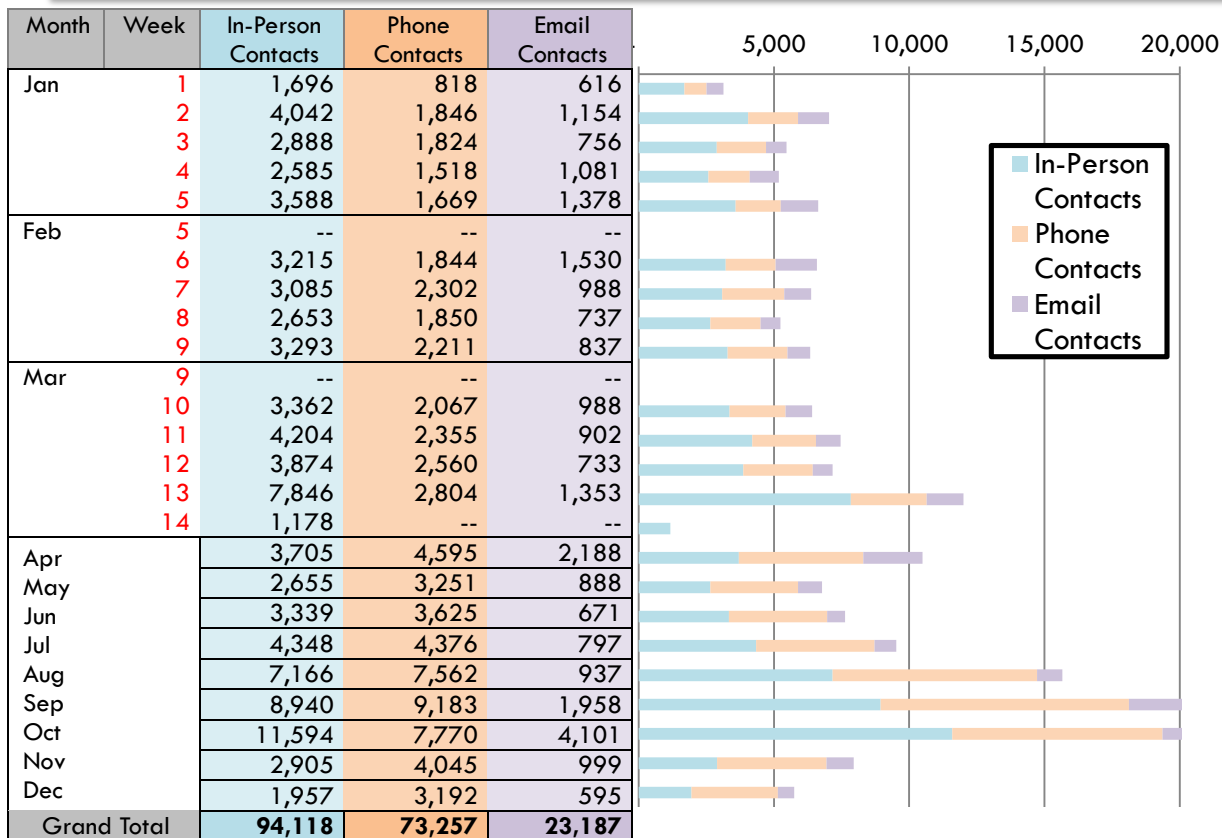 Month Week In-Person Contacts Phone Contacts Email Contacts
Jan 1 1,696 818 616
2 4,042 1,846 1,154
3 2,888 1,824 756
4 2,585 1,518 1,081
5 3,588 1,669 1,378
Feb 5 -- -- --
6 3,215 1,844 1,530
7 3,085 2,302 988
8 2,653 1,850 737
9 3,293 2,211 837
Mar 9 -- -- --
10 3,362 2,067 988
11 4,204 2,355 902
12 3,874 2,560 733
13 7,846 2,804 1,353
14 1,178 -- --
Apr 3,705 4,595 2,188
May 2,655 3,251 888
Jun 3,339 3,625 671
Jul 4,348 4,376 797
Aug 7,166 7,562 937
Sep 8,940 9,183 1,958
Oct 11,594 7,770 4,101
Nov 2,905 4,045 999
Dec 1,957 3,192 595
Grand Total 94,118 73,257 23,187
5,000 10,000 15,000 20,000
In-Person
Contacts
Phone
Contacts
Email
Contacts